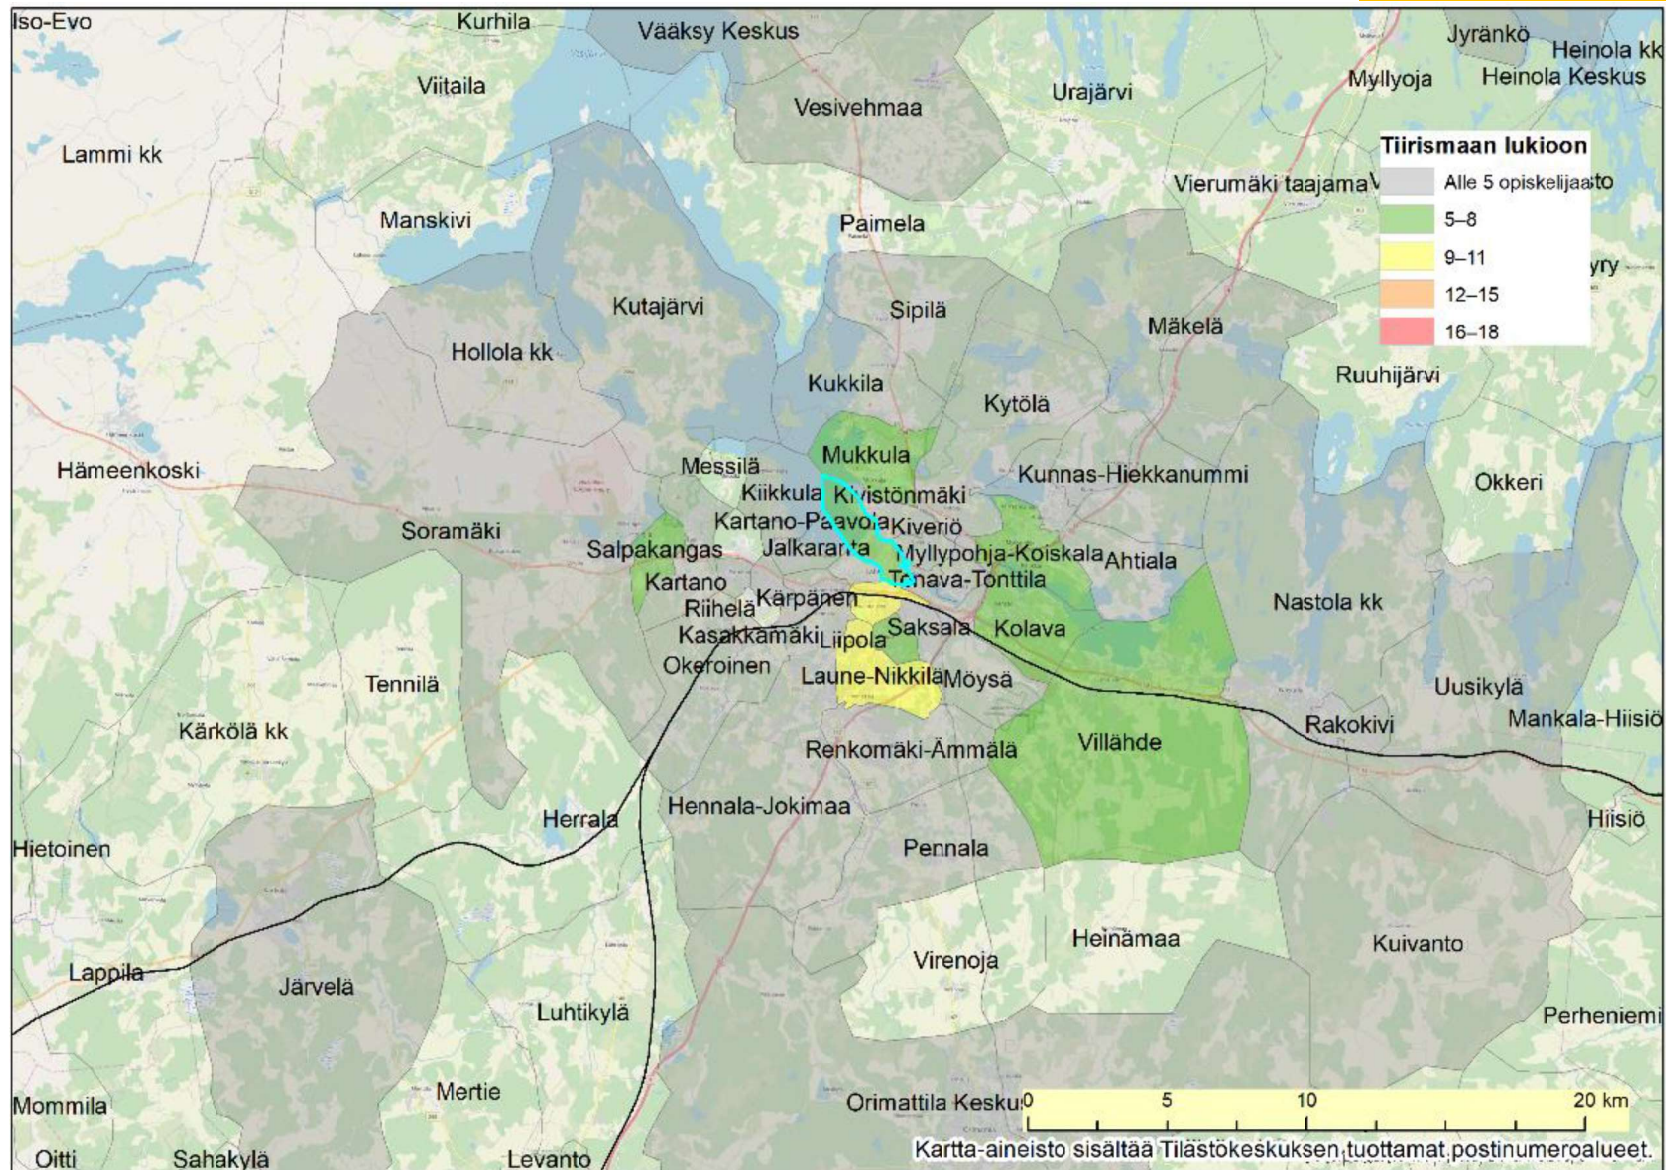 Iso-Evo
Kurhila
Vääksy Keskus
Jyränkö
Heinola kk
Heinola Keskus
Viitaila
Vesivehmaa
Urajärvi
Myllyoja
Lammi kk
Tiirismaan lukioon
Alle 5 opiskelijaa
5–8
9–11
12–15
16–18
Vierumäki taajama
Manskivi
Paimela
Kutajärvi
Sipilä
Mäkelä
Hollola kk
Kukkila
Kytölä
Ruuhijärvi
Hämeenkoski
Messilä
Mukkula
Kunnas-Hiekkanummi
Okkeri
Kiikkula
Kivistönmäki
Soramäki
Kartano-Paavola
Kiveriö
Salpakangas
Jalkaranta
Myllypohja-Koiskala
Ahtiala
Kartano
Tonava-Tonttila
Riihelä
Kärpänen
Nastola kk
Kasakkamäki
Liipola
Saksala
Kolava
Okeroinen
Tennilä
Laune-Nikkilä
Möysä
Uusikylä
Kärkölä kk
Renkomäki-Ämmälä
Villähde
Rakokivi
Mankala-Hiisiö
Herrala
Hennala-Jokimaa
Hiisiö
Hietoinen
Pennala
Lappila
Järvelä
Virenoja
Heinämaa
Kuivanto
Luhtikylä
Perheniemi
Mommila
Mertie
Orimattila Keskus
0 5 10 20 km
Oitti
Sahakylä
Levanto
Kartta-aineisto sisältää Tilastokeskuksen tuottamat postinumeroalueet.